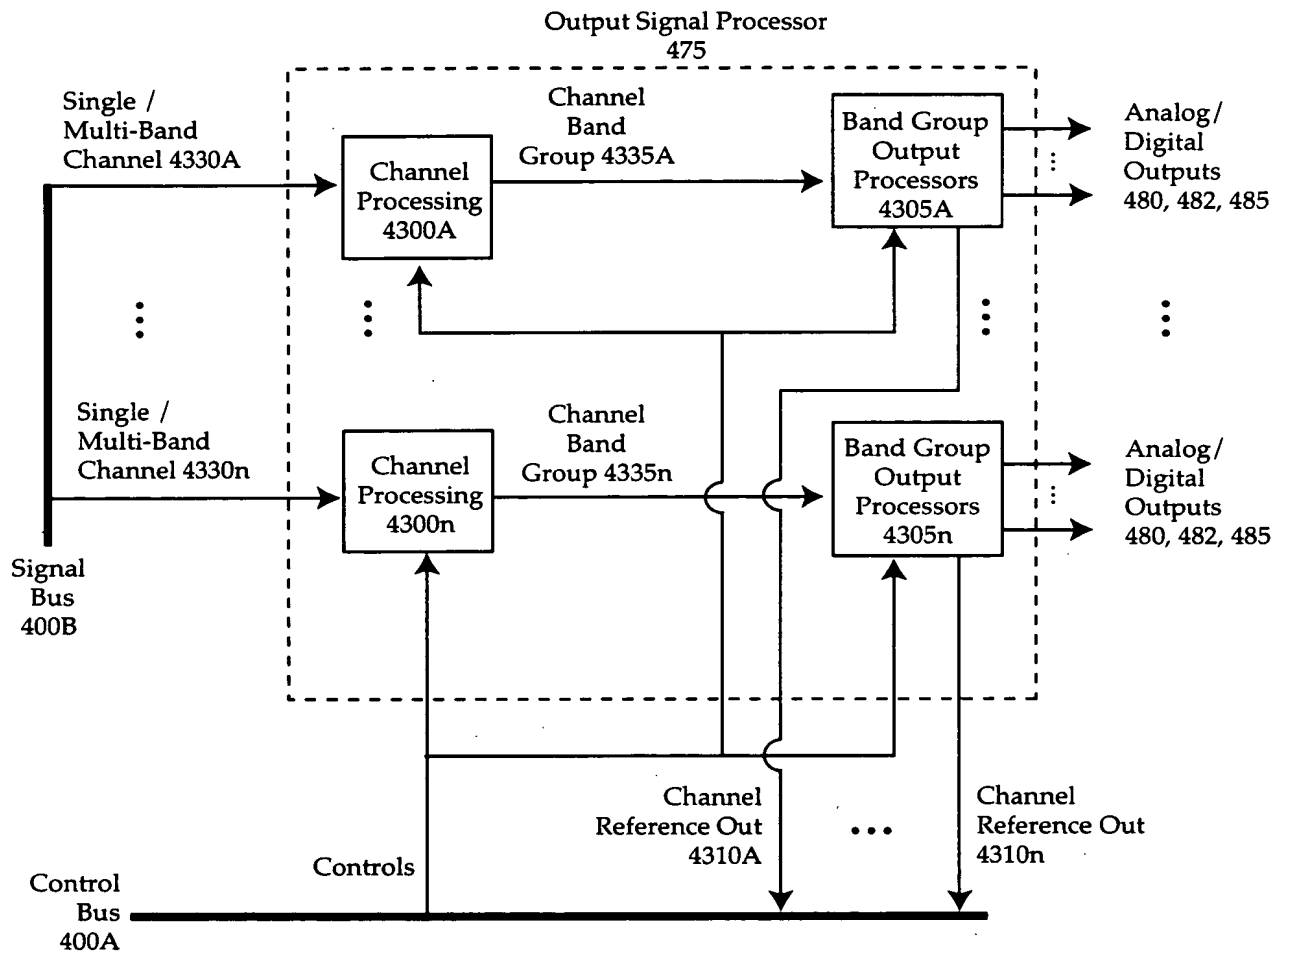 Output Signal Processor
475
Single /
Multi-Band
Channel 4330A
Channel
Band
Group 4335A
Channel
Processing
4300A
Band Group
Output
Processors
4305A
Analog/
Digital
Outputs
480, 482, 485
Single /
Multi-Band
Channel 4330n
Channel
Band
Group 4335n
Channel
Processing
4300n
Band Group
Output
Processors
4305n
Analog/
Digital
Outputs
480, 482, 485
Signal
Bus
400B
Channel
Reference Out
4310A
Channel
Reference Out
4310n
Controls
Control
Bus
400A